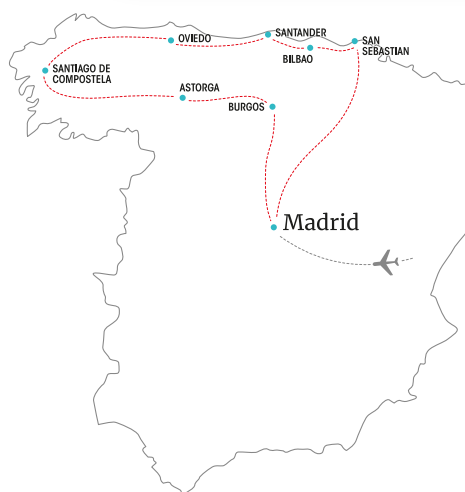 SANTANDER
OVIEDO
SAN
SEBASTIAN
BILBAO
SANTIAGO DE
COMPOSTELA
ASTORGA
BURGOS
Madrid